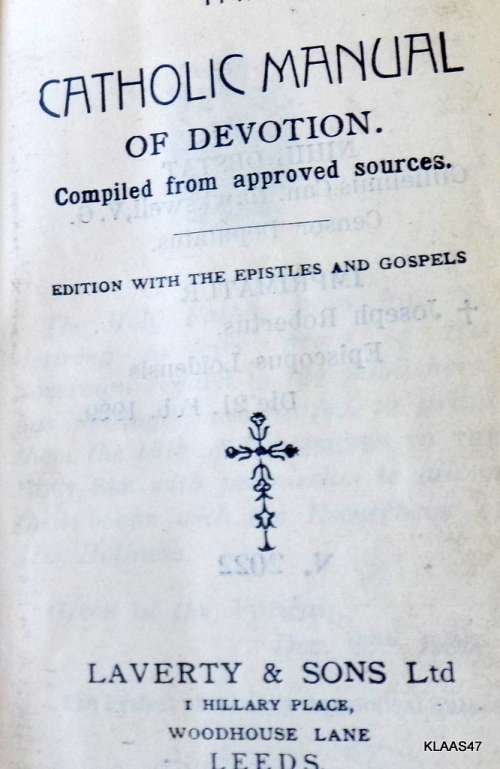 CATHOLIC MANUAL
OF DEVOTION.
Compiled from approved sources.
EDITION WITH THE EPISTLES AND GOSPELS
LAVERTY & SONS Ltd
1 HILLARY PLACE,
WOODHOUSE LANE
LEEDS.
KLAAS47